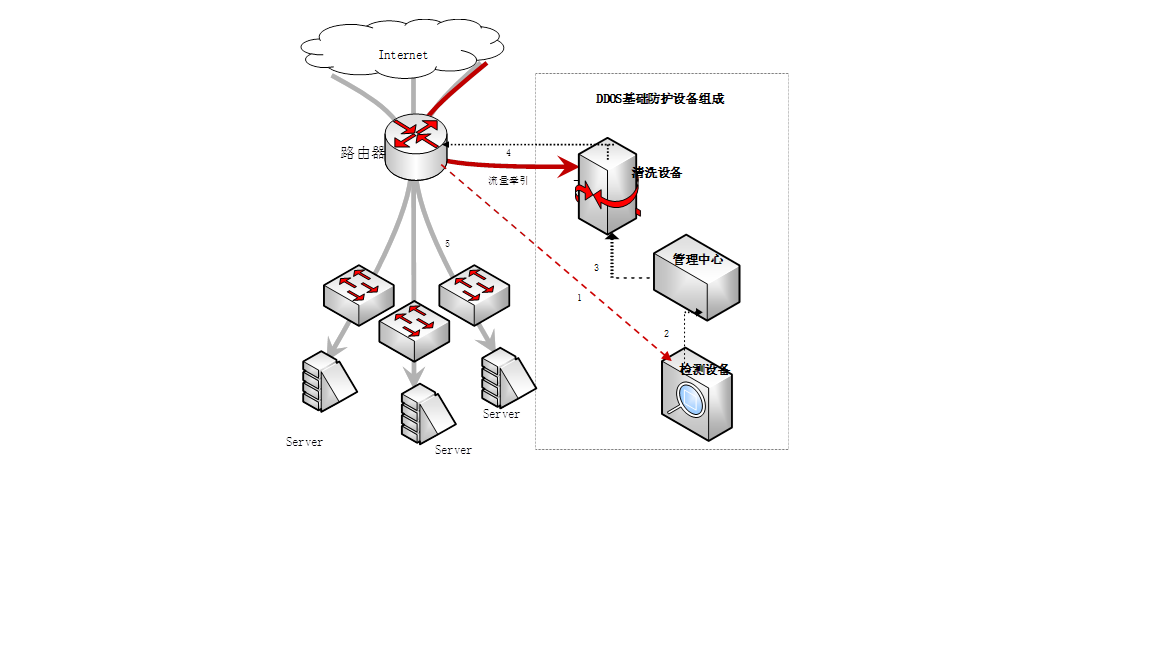 Internet
DDOS基础防护设备组成
路由器
4
清洗设备
流量牵引
5
管理中心
3
1
2
检测设备
Server
Server
Server